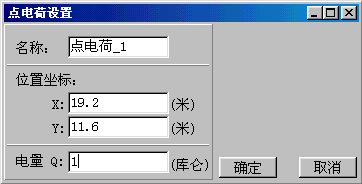 点电荷设置
名称: 点电荷_1
位置坐标:
X: 19.2 (米)
Y: 11.6 (米)
电量 Q: 1 (库仑)
确定 取消